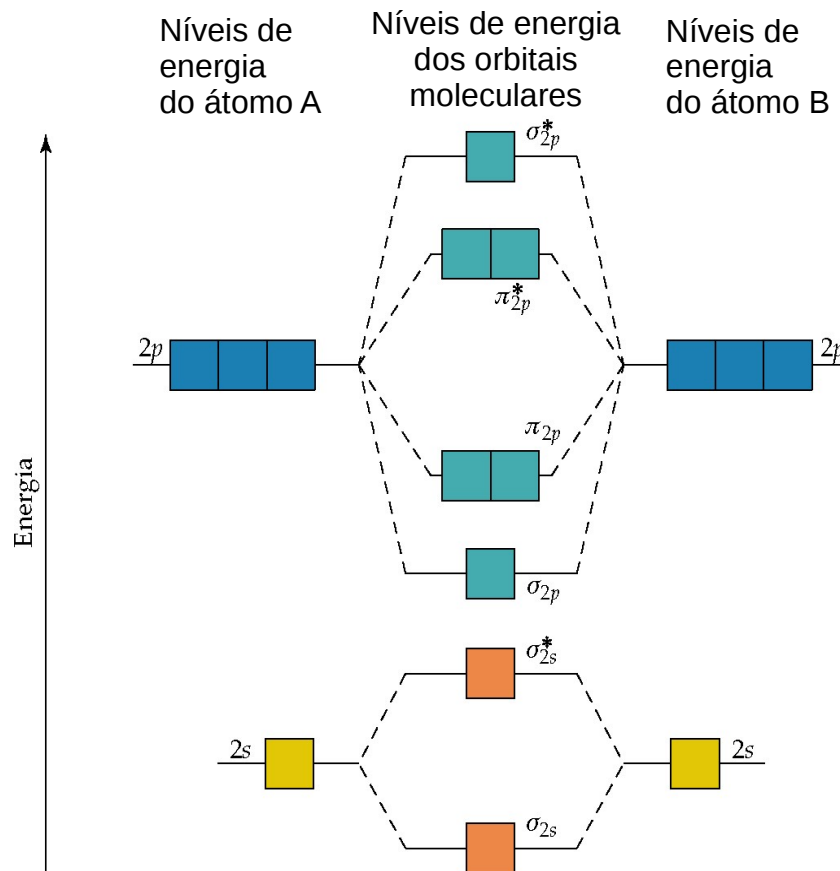 Níveis de
energia
do átomo A
Níveis de energia
dos orbitais
moleculares
Níveis de
energia
do átomo B
σ*2p
π*2p
2p
2p
π2p
Energia
σ2p
σ*2s
2s
2s
σ2s